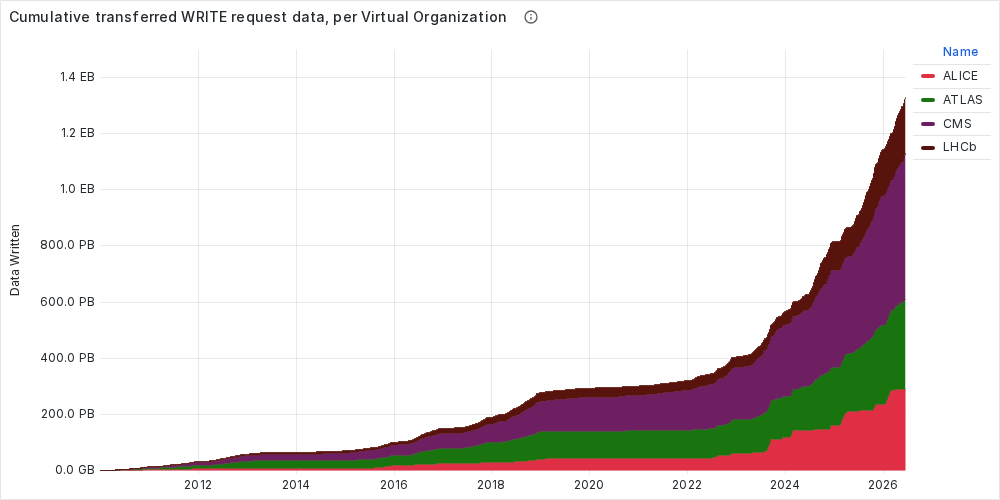 Cumulative transferred WRITE request data, per Virtual Organization
Name
ALICE
ATLAS
CMS
LHCb
Data Written
1.4 EB
1.2 EB
1.0 EB
800.0 PB
600.0 PB
400.0 PB
200.0 PB
0.0 GB
2012
2014
2016
2018
2020
2022
2024
2026